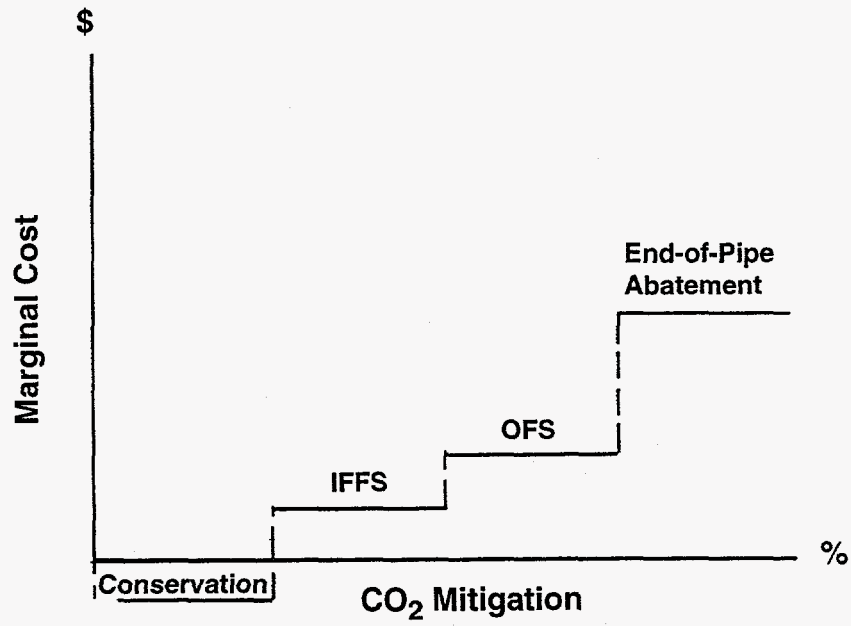 $
Marginal Cost
End-of-Pipe
Abatement
OFS
IFFS
%
Conservation
CO₂ Mitigation